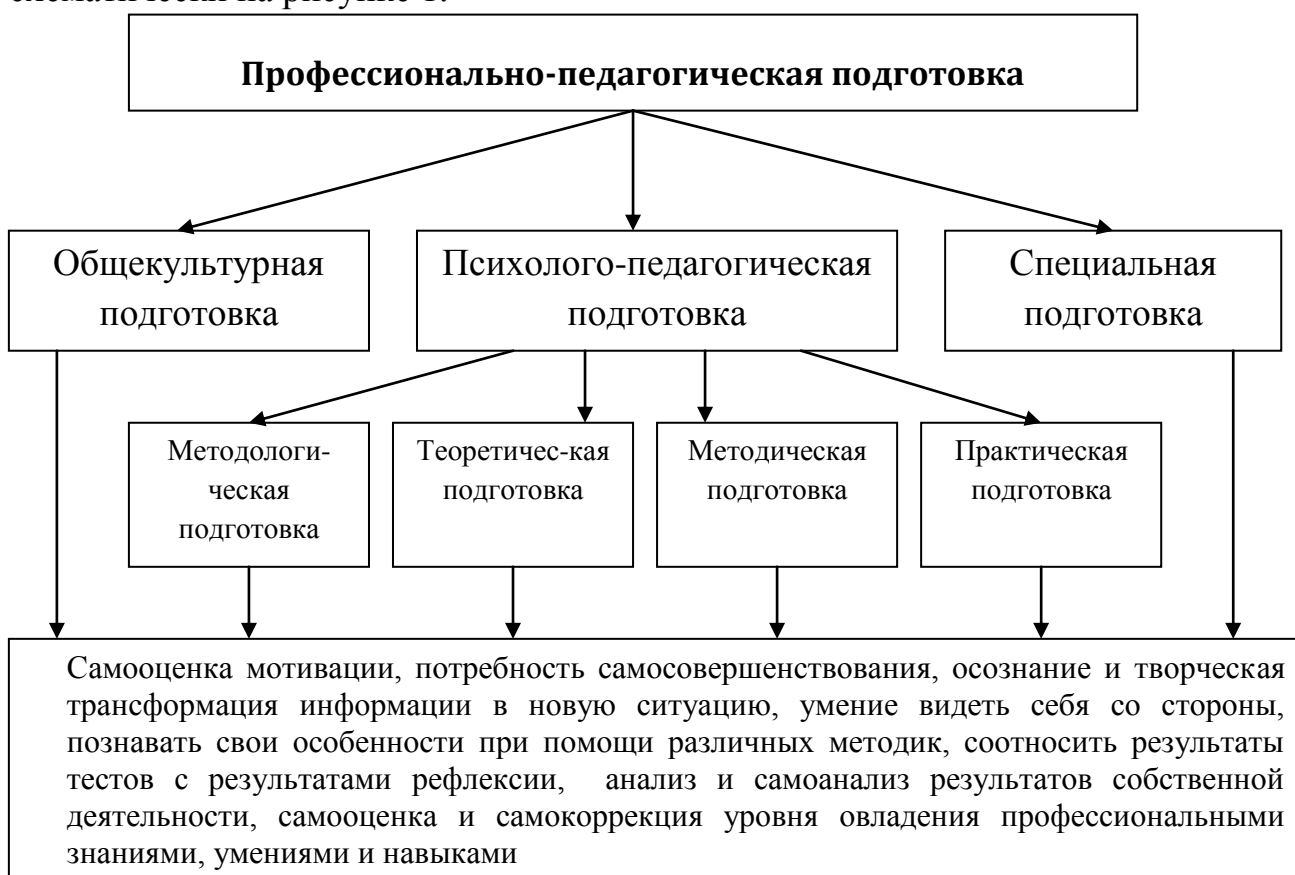 схематически на рисунке 1.
Профессионально-педагогическая подготовка
Общекультурная
подготовка
Психолого-педагогическая
подготовка
Специальная
подготовка
Методологи-
ческая
подготовка
Теоретичес-кая
подготовка
Методическая
подготовка
Практическая
подготовка
Самооценка мотивации, потребность самосовершенствования, осознание и творческая
трансформация информации в новую ситуацию, умение видеть себя со стороны,
познавать свои особенности при помощи различных методик, соотносить результаты
тестов с результатами рефлексии, анализ и самоанализ результатов собственной
деятельности, самооценка и самокоррекция уровня овладения профессиональными
знаниями, умениями и навыками